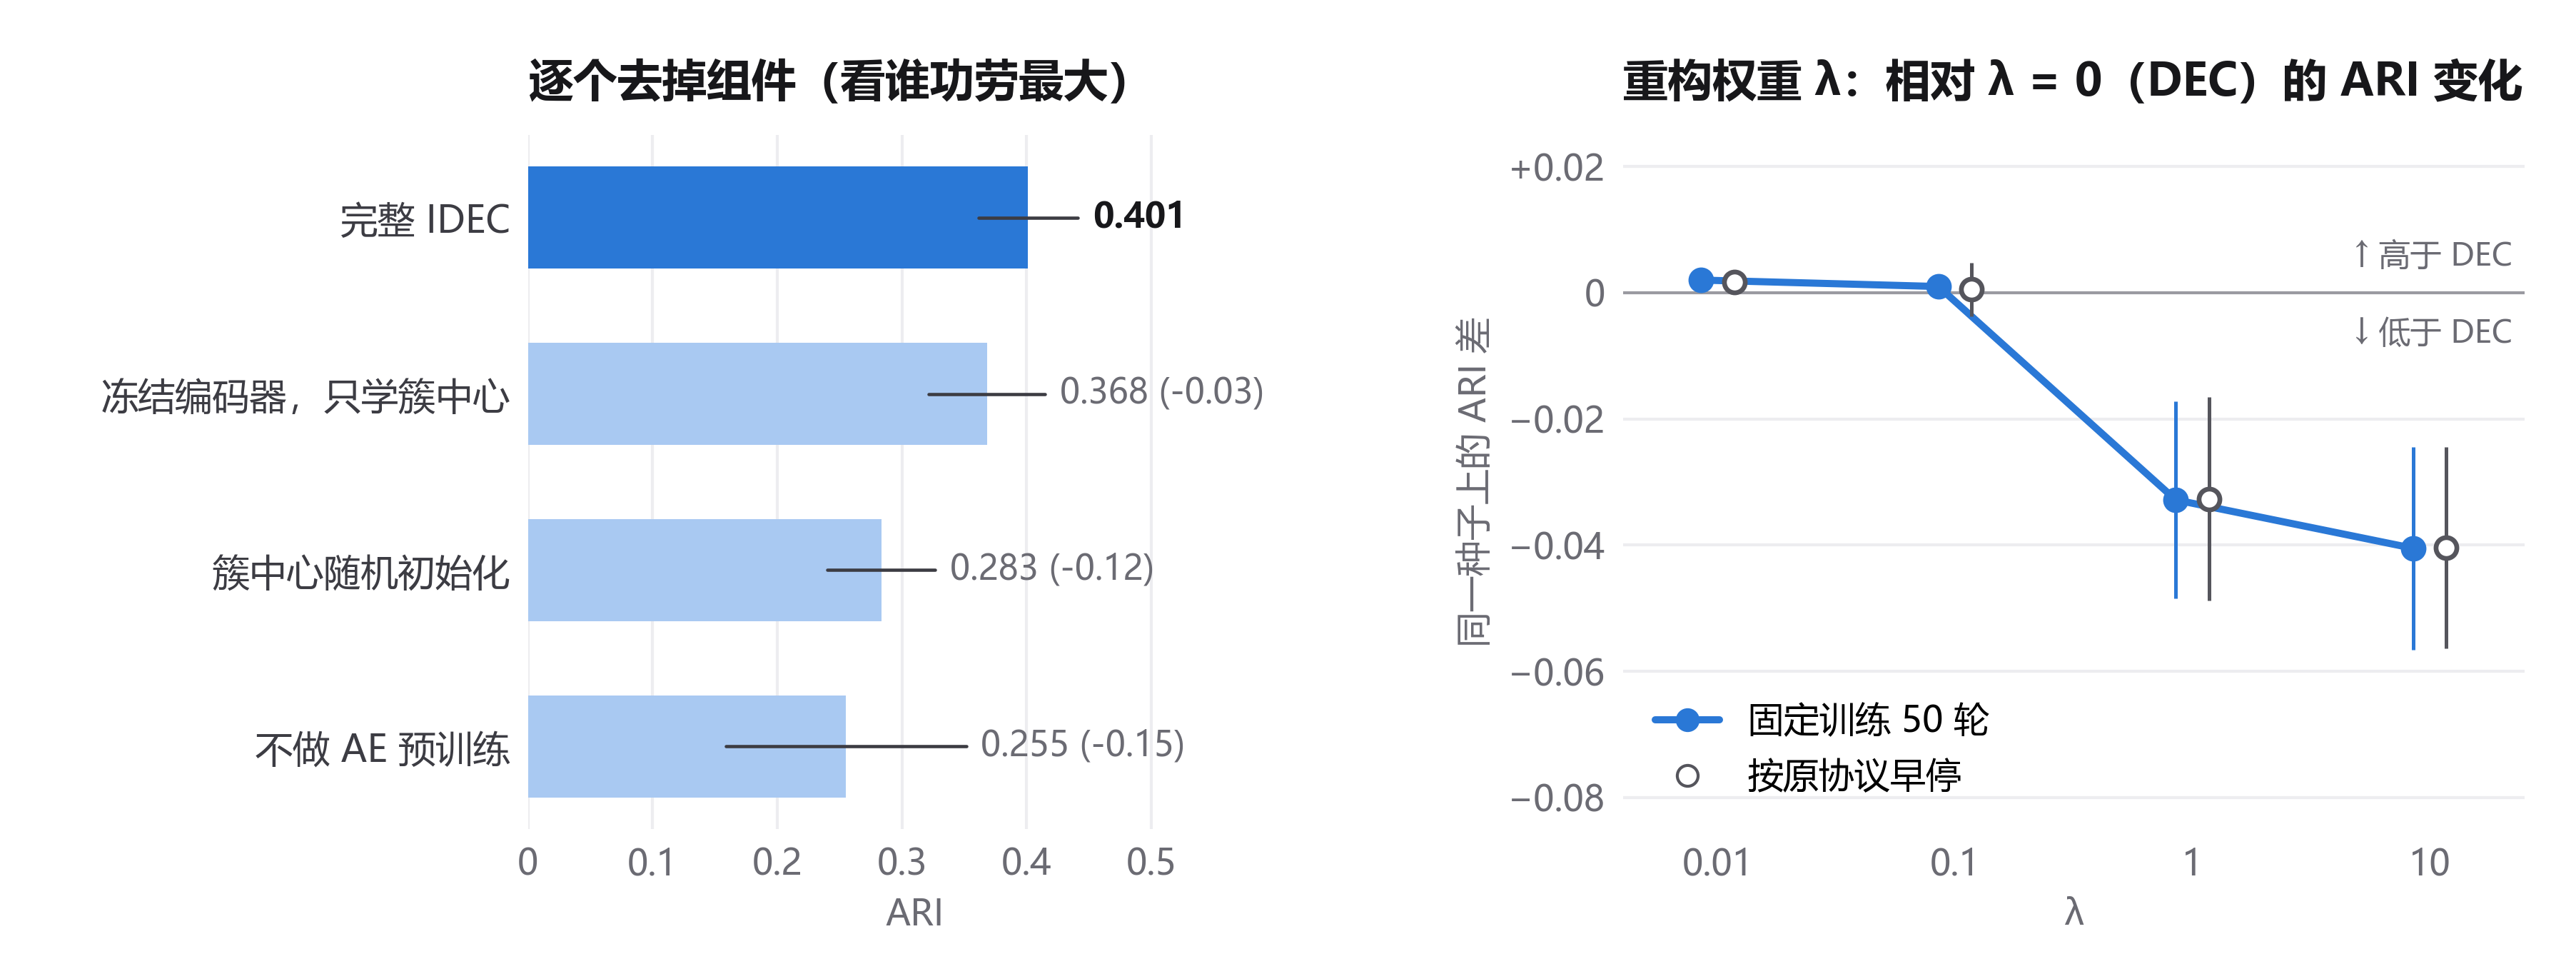 逐个去掉组件（看谁功劳最大）
完整 IDEC
0.401
冻结编码器，只学簇中心
0.368 (-0.03)
簇中心随机初始化
0.283 (-0.12)
不做 AE 预训练
0.255 (-0.15)
0 0.1 0.2 0.3 0.4 0.5
ARI
重构权重 λ：相对 λ = 0（DEC）的 ARI 变化
同一种子上的 ARI 差
+0.02
0
−0.02
−0.04
−0.06
−0.08
↑高于 DEC
↓低于 DEC
固定训练 50 轮
按原协议早停
0.01 0.1 1 10
λ